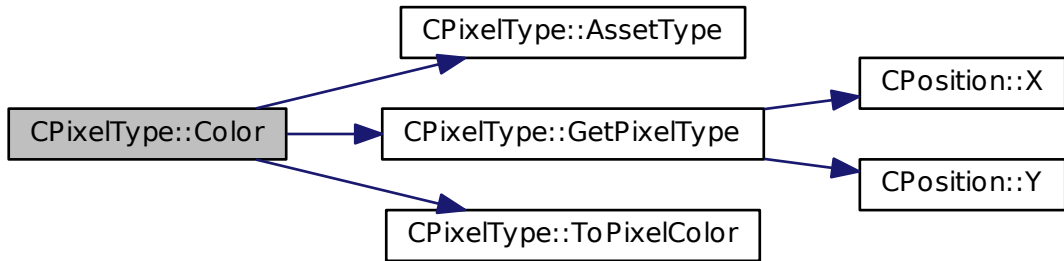 CPixelType::Color
CPixelType::AssetType
CPixelType::GetPixelType
CPixelType::ToPixelColor
CPosition::X
CPosition::Y